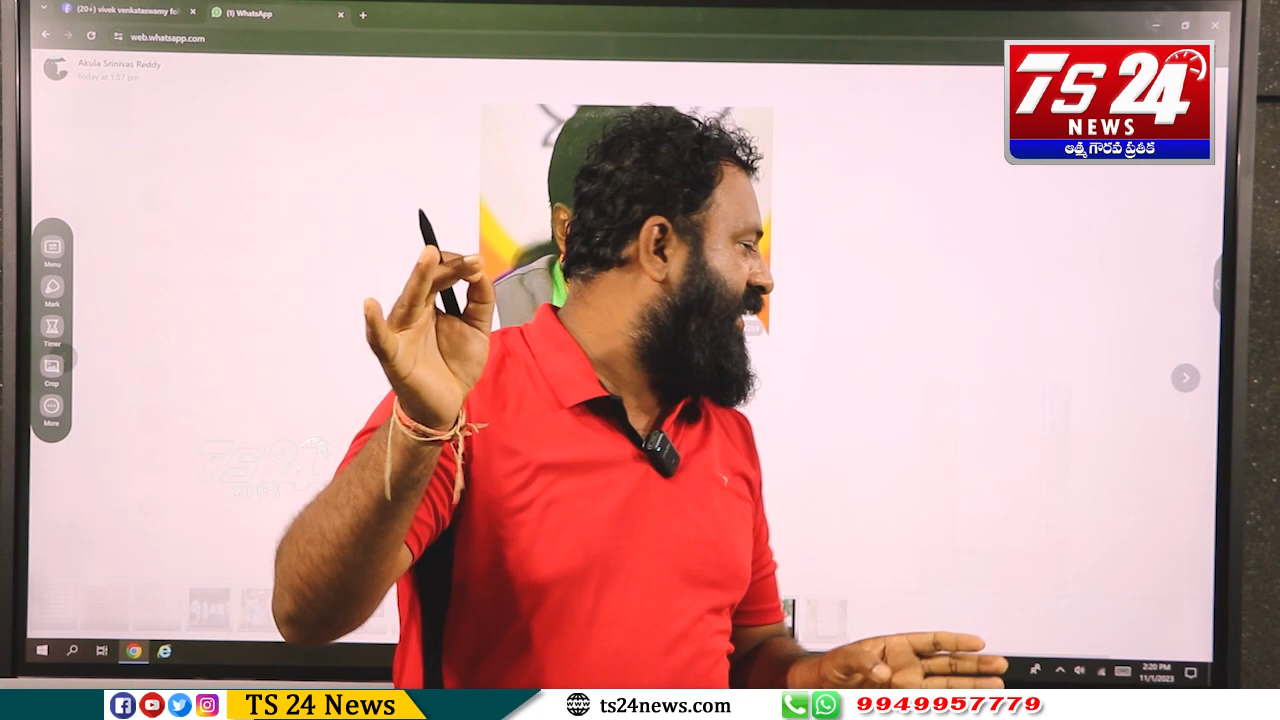 (20+) vivek venkataswamy fo
(1) WhatsApp
web.whatsapp.com
Akula Srinivas Reddy
today at 1:57 pm
TS 24
NEWS
ఆత్మ గౌరవ ప్రతీక
Menu
Mark
Timer
Crop
More
TS 24
2:20 PM
11/1/2023
TS 24 News
ts24news.com
9949957779